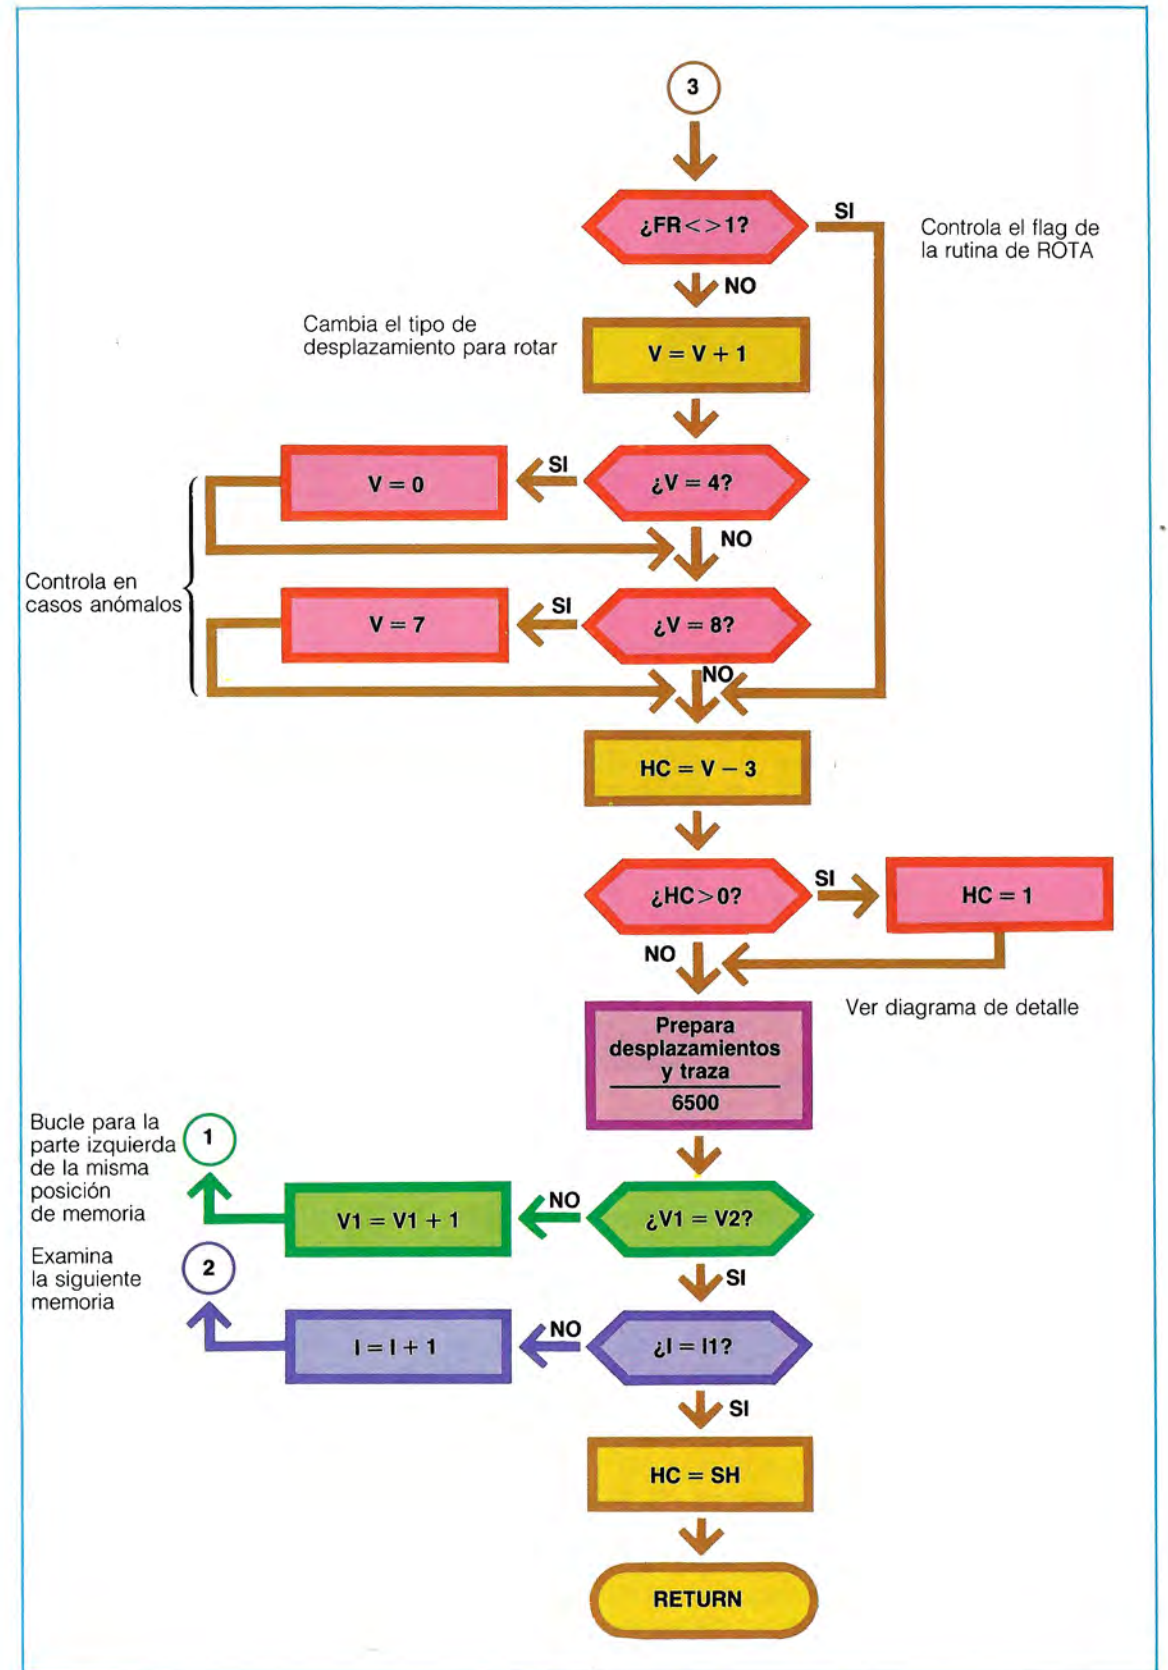 3
¿FR<>1?
SI
Controla el flag de
la rutina de ROTA
NO
Cambia el tipo de
desplazamiento para rotar
V = V + 1
V = 0
SI
¿V = 4?
NO
Controla en
casos anómalos
V = 7
SI
¿V = 8?
NO
HC = V − 3
¿HC>0?
SI
HC = 1
NO
Ver diagrama de detalle
Prepara
desplazamientos
y traza
6500
Bucle para la
parte izquierda
de la misma
posición
de memoria
1
V1 = V1 + 1
NO
¿V1 = V2?
SI
Examina
la siguiente
memoria
2
I = I + 1
NO
¿I = I1?
SI
HC = SH
RETURN